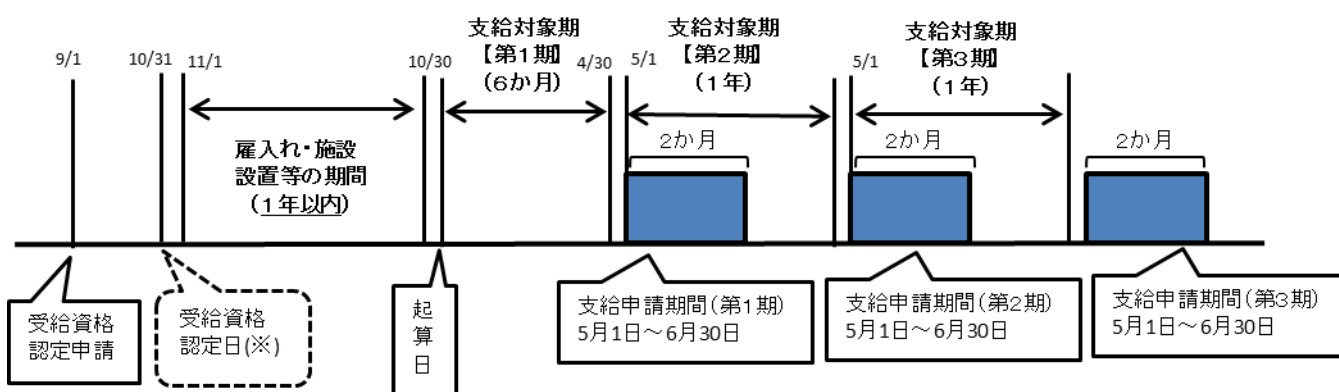 支給対象期
【第1期】
(6か月)
支給対象期
【第2期】
(1年)
支給対象期
【第3期】
(1年)
9/1
10/31
11/1
10/30
4/30
5/1
5/1
雇入れ・施設
設置等の期間
(1年以内)
2か月
2か月
2か月
受給資格
認定申請
受給資格
認定日(※)
起
算
日
支給申請期間(第1期)
5月1日～6月30日
支給申請期間(第2期)
5月1日～6月30日
支給申請期間(第3期)
5月1日～6月30日